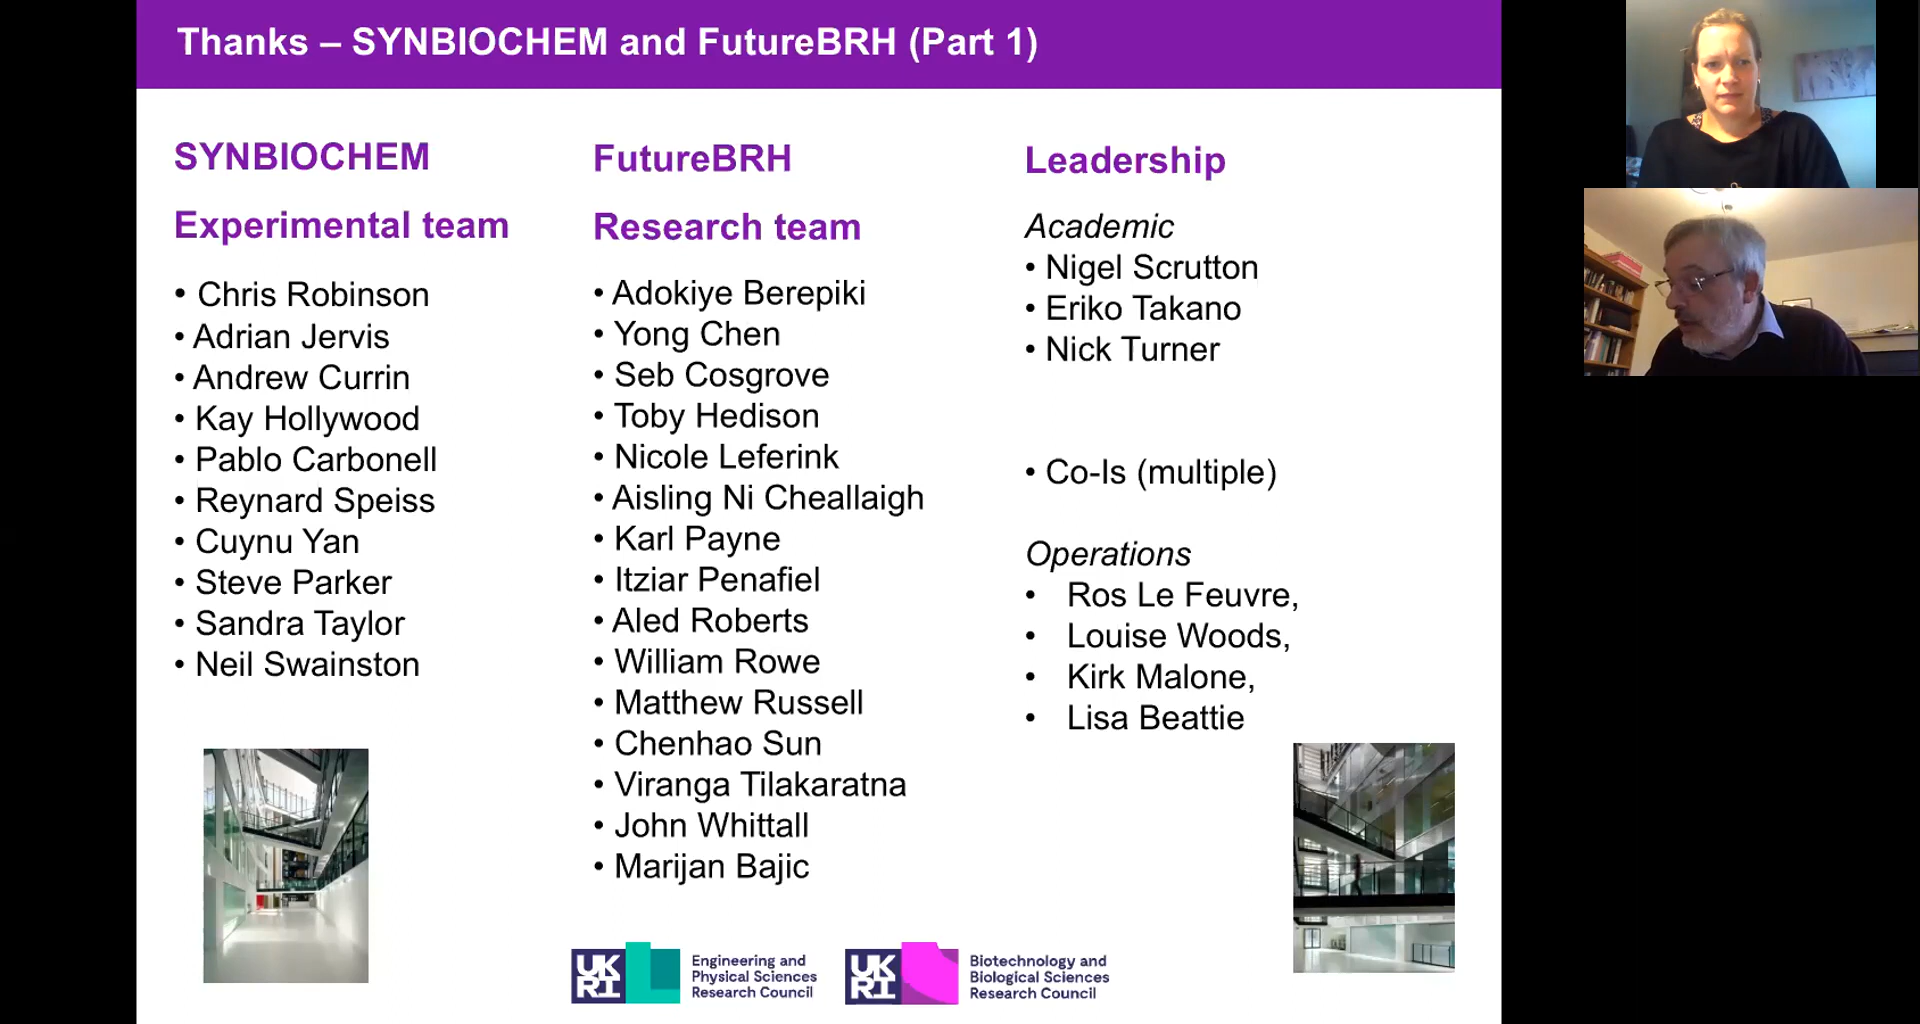 Thanks – SYNBIOCHEM and FutureBRH (Part 1)
SYNBIOCHEM
Experimental team
• Chris Robinson
• Adrian Jervis
• Andrew Currin
• Kay Hollywood
• Pablo Carbonell
• Reynard Speiss
• Cuynu Yan
• Steve Parker
• Sandra Taylor
• Neil Swainston
FutureBRH
Research team
• Adokiye Berepiki
• Yong Chen
• Seb Cosgrove
• Toby Hedison
• Nicole Leferink
• Aisling Ni Cheallaigh
• Karl Payne
• Itziar Penafiel
• Aled Roberts
• William Rowe
• Matthew Russell
• Chenhao Sun
• Viranga Tilakaratna
• John Whittall
• Marijan Bajic
Leadership
Academic
• Nigel Scrutton
• Eriko Takano
• Nick Turner
• Co-Is (multiple)
Operations
• Ros Le Feuvre,
• Louise Woods,
• Kirk Malone,
• Lisa Beattie
UK
RI
Engineering and
Physical Sciences
Research Council
UK
RI
Biotechnology and
Biological Sciences
Research Council